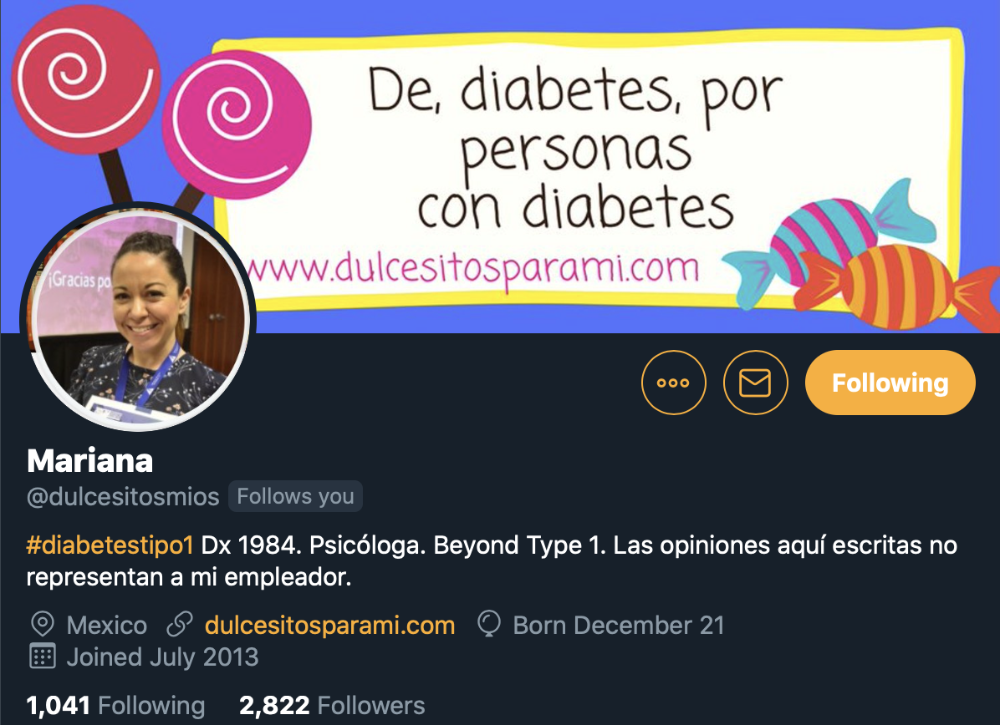 De, diabetes, por
personas
con diabetes
www.dulcesitosparami.com
¡Gracias po
Following
Mariana
@dulcesitosmios Follows you
#diabetestipo1 Dx 1984. Psicóloga. Beyond Type 1. Las opiniones aquí escritas no
representan a mi empleador.
Mexico dulcesitosparami.com Born December 21
Joined July 2013
1,041 Following 2,822 Followers